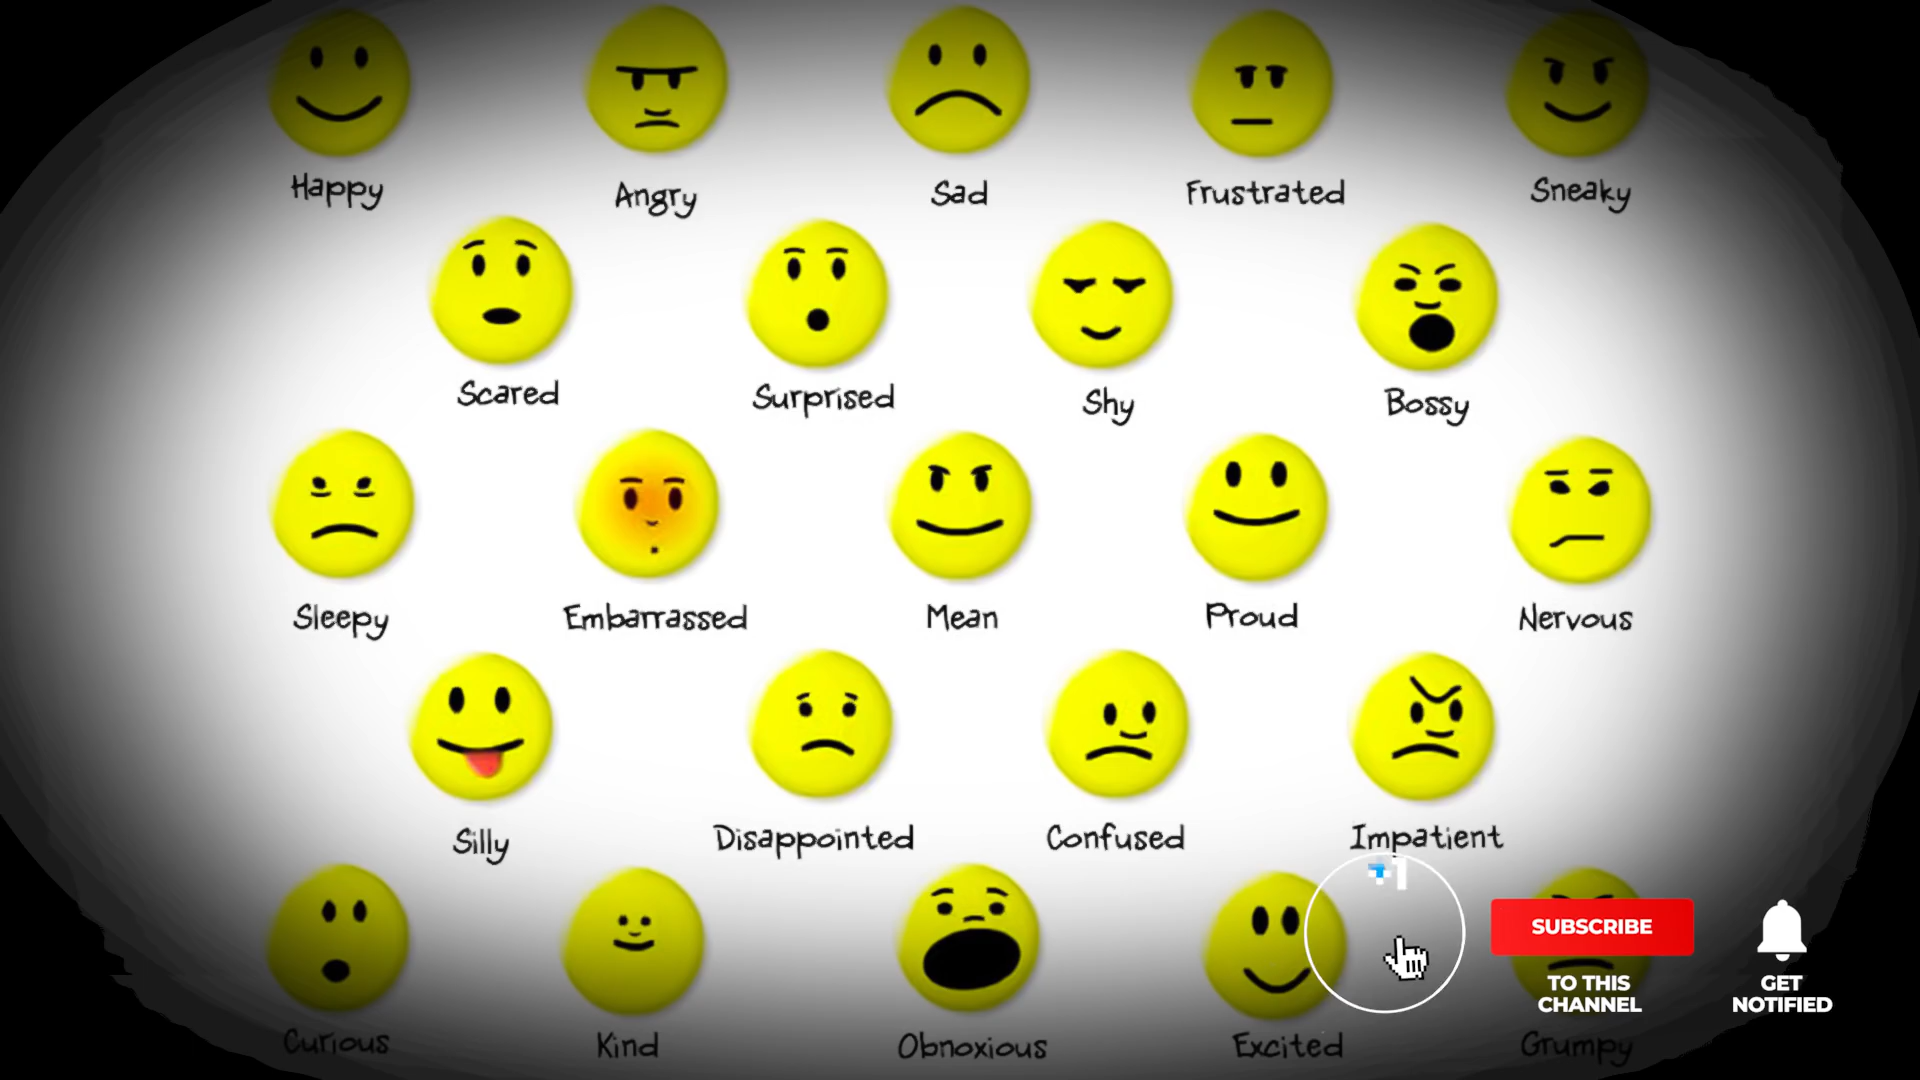 Happy Angry Sad Frustrated Sneaky
Scared Surprised Shy Bossy
Sleepy Embarrassed Mean Proud Nervous
Silly Disappointed Confused Impatient
+1
SUBSCRIBE
TO THIS
CHANNEL
GET
NOTIFIED
Curious Kind Obnoxious Excited Grumpy